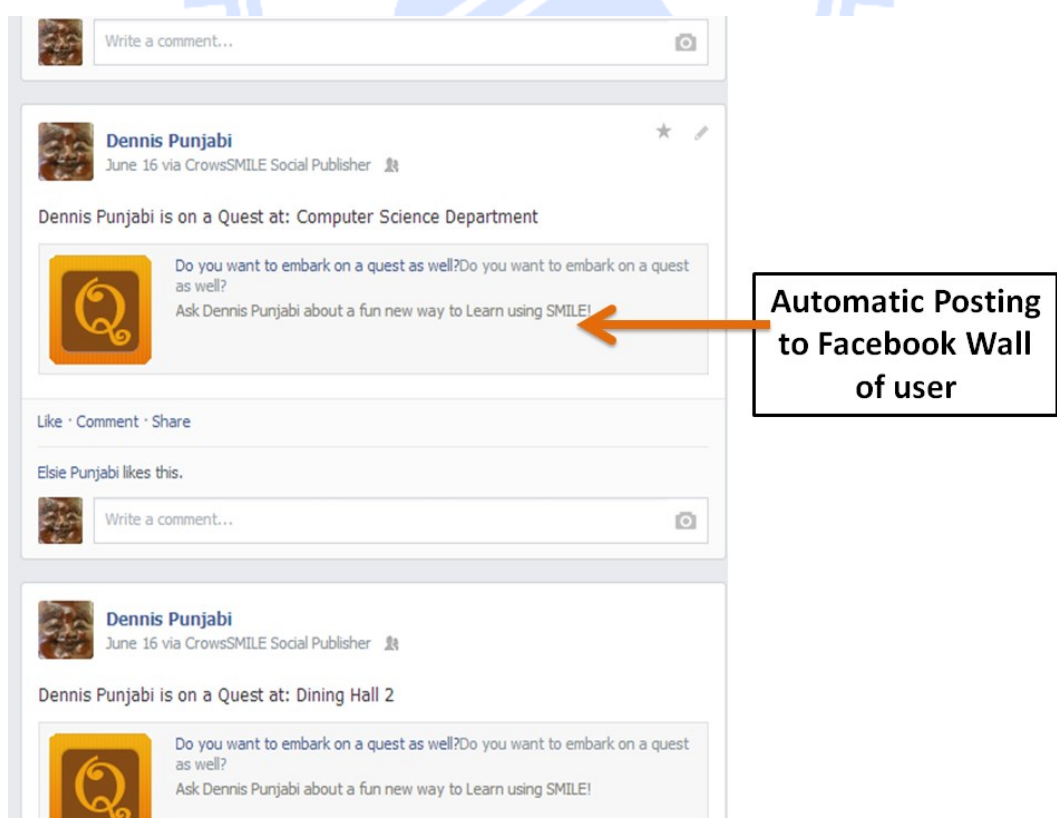 Write a comment...
Dennis Punjabi
June 16 via CrowsSMILE Social Publisher
Dennis Punjabi is on a Quest at: Computer Science Department
Q
Do you want to embark on a quest as well?Do you want to embark on a quest
as well?
Ask Dennis Punjabi about a fun new way to Learn using SMILE!
Automatic Posting
to Facebook Wall
of user
Like · Comment · Share
Elsie Punjabi likes this.
Write a comment...
Dennis Punjabi
June 16 via CrowsSMILE Social Publisher
Dennis Punjabi is on a Quest at: Dining Hall 2
Q
Do you want to embark on a quest as well?Do you want to embark on a quest
as well?
Ask Dennis Punjabi about a fun new way to Learn using SMILE!